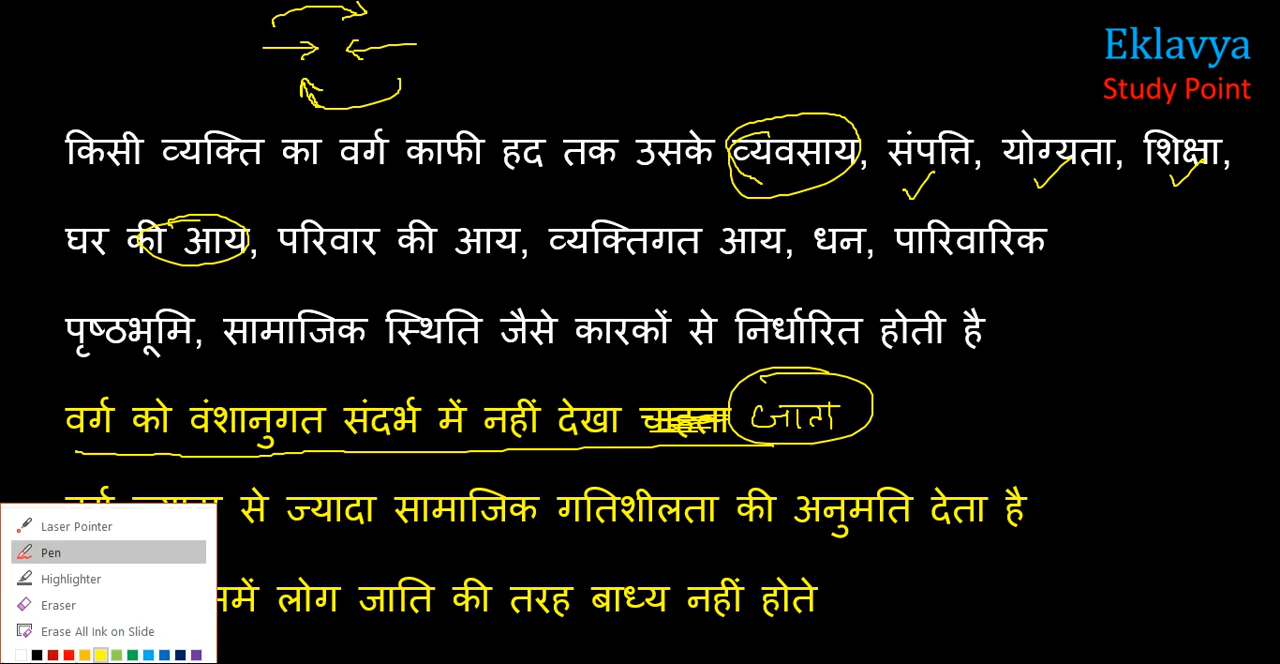 Eklavya
Study Point
किसी व्यक्ति का वर्ग काफी हद तक उसके व्यवसाय, संपत्ति, योग्यता, शिक्षा,
घर की आय, परिवार की आय, व्यक्तिगत आय, धन, पारिवारिक
पृष्ठभूमि, सामाजिक स्थिति जैसे कारकों से निर्धारित होती है
वर्ग को वंशानुगत संदर्भ में नहीं देखा चाहता जाता
से ज्यादा सामाजिक गतिशीलता की अनुमति देता है
लोग जाति की तरह बाध्य नहीं होते
Laser Pointer
Pen
Highlighter
Eraser
Erase All Ink on Slide